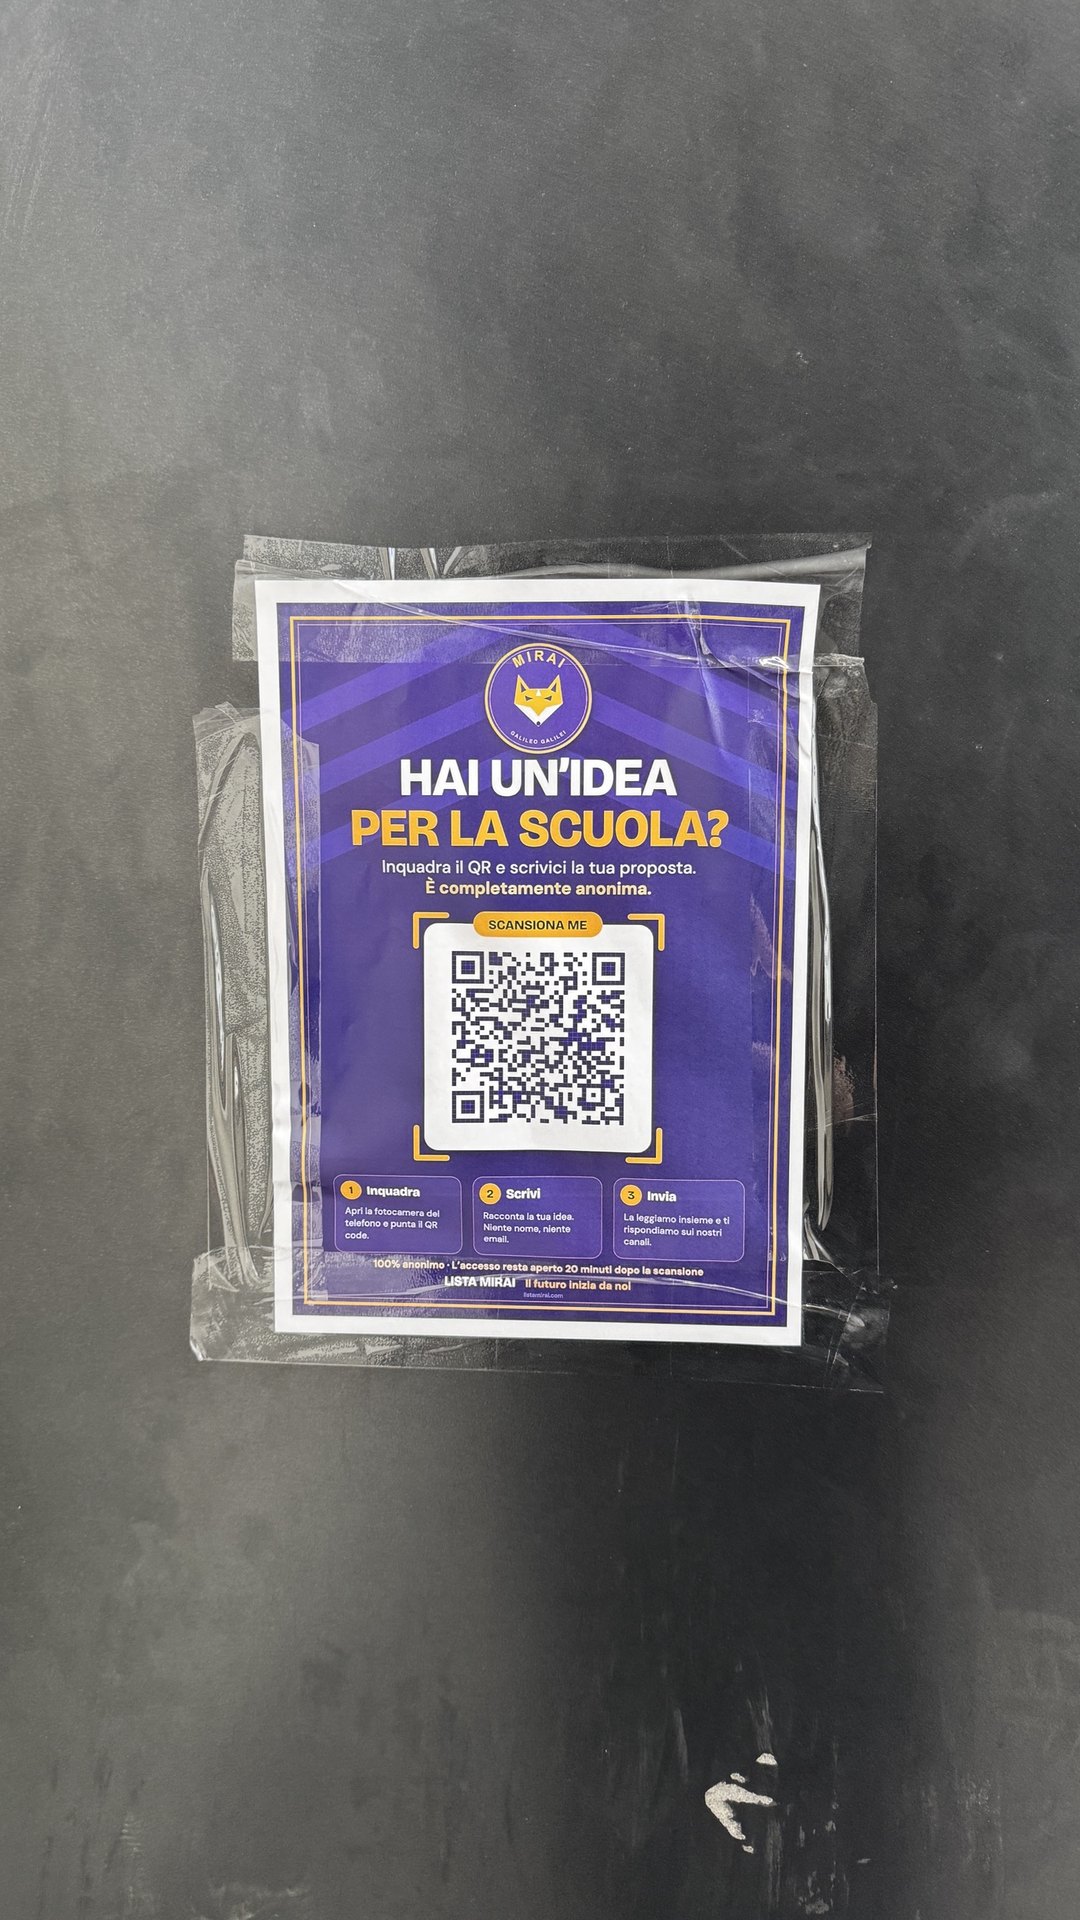 MIRAI
GALILEO GALILEI
HAI UN'IDEA
PER LA SCUOLA?
Inquadra il QR e scrivici la tua proposta.
È completamente anonima.
SCANSIONA ME
1 Inquadra
Apri la fotocamera del
telefono e punta il QR
code.
2 Scrivi
Racconta la tua idea.
Niente nome, niente
email.
3 Invia
La leggiamo insieme e ti
rispondiamo sui nostri
canali.
100% anonimo · L'accesso resta aperto 20 minuti dopo la scansione
LISTA MIRAI Il futuro inizia da noi
listamirai.com